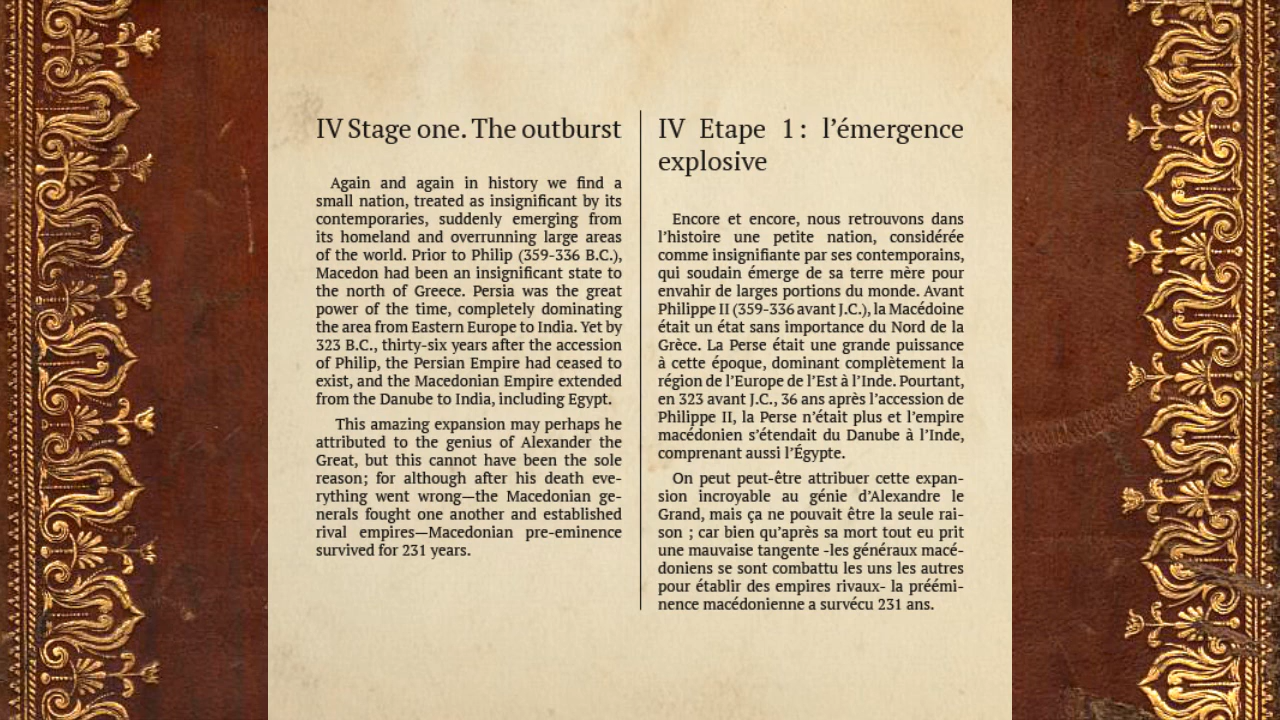 IV Stage one. The outburst
Again and again in history we find a
small nation, treated as insignificant by its
contemporaries, suddenly emerging from
its homeland and overrunning large areas
of the world. Prior to Philip (359-336 B.C.),
Macedon had been an insignificant state to
the north of Greece. Persia was the great
power of the time, completely dominating
the area from Eastern Europe to India. Yet by
323 B.C., thirty-six years after the accession
of Philip, the Persian Empire had ceased to
exist, and the Macedonian Empire extended
from the Danube to India, including Egypt.
This amazing expansion may perhaps he
attributed to the genius of Alexander the
Great, but this cannot have been the sole
reason; for although after his death eve-
rything went wrong—the Macedonian ge-
nerals fought one another and established
rival empires—Macedonian pre-eminence
survived for 231 years.
IV Etape 1 : l’émergence
explosive
Encore et encore, nous retrouvons dans
l’histoire une petite nation, considérée
comme insignifiante par ses contemporains,
qui soudain émerge de sa terre mère pour
envahir de larges portions du monde. Avant
Philippe II (359-336 avant J.C.), la Macédoine
était un état sans importance du Nord de la
Grèce. La Perse était une grande puissance
à cette époque, dominant complètement la
région de l’Europe de l’Est à l’Inde. Pourtant,
en 323 avant J.C., 36 ans après l’accession de
Philippe II, la Perse n’était plus et l’empire
macédonien s’étendait du Danube à l’Inde,
comprenant aussi l’Égypte.
On peut peut-être attribuer cette expan-
sion incroyable au génie d’Alexandre le
Grand, mais ça ne pouvait être la seule rai-
son ; car bien qu’après sa mort tout eu prit
une mauvaise tangente -les généraux macé-
doniens se sont combattu les uns les autres
pour établir des empires rivaux- la préémi-
nence macédonienne a survécu 231 ans.